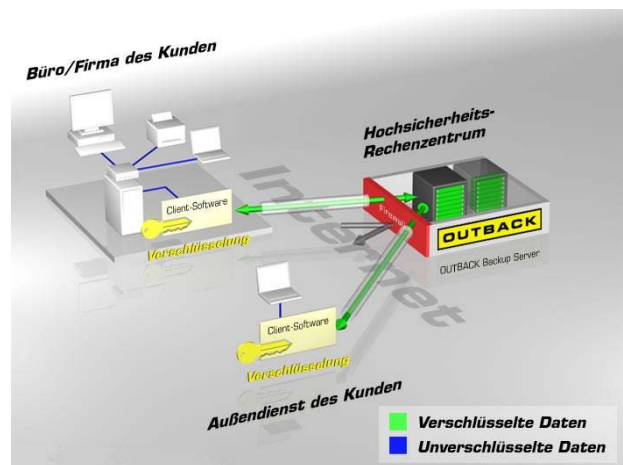 Büro/Firma des Kunden
Hochsicherheits-
Rechenzentrum
Internet
Client-Software
Verschlüsselung
Firewall
OUTBACK
OUTBACK Backup Server
Client-Software
Verschlüsselung
Außendienst des Kunden
Verschlüsselte Daten
Unverschlüsselte Daten